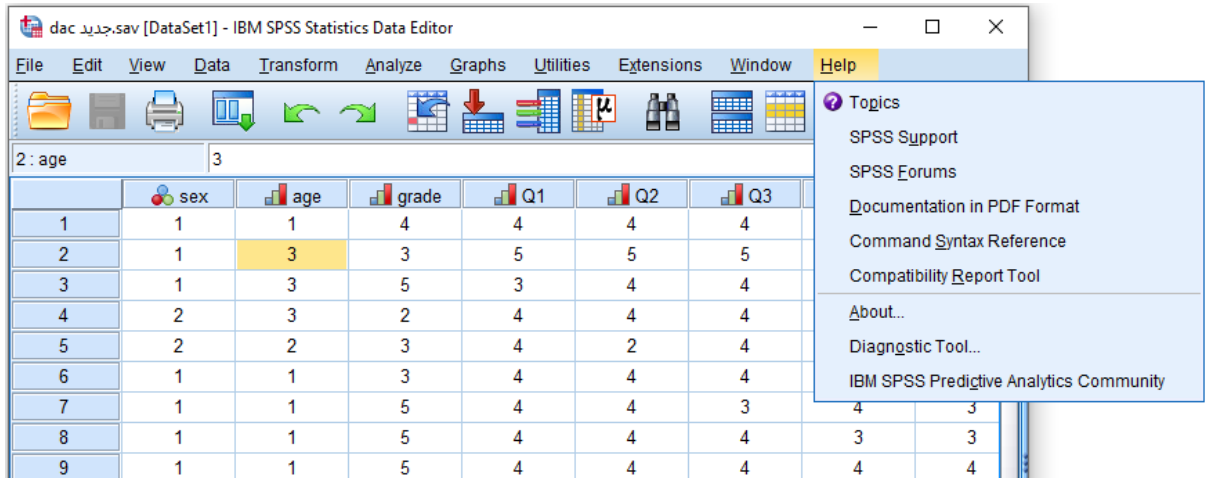 dac جديد.sav [DataSet1] - IBM SPSS Statistics Data Editor
File Edit View Data Transform Analyze Graphs Utilities Extensions Window Help
2 : age 3
sex age grade Q1 Q2 Q3
1 1 1 4 4 4 4
2 1 3 3 5 5 5
3 1 3 5 3 4 4
4 2 3 2 4 4 4
5 2 2 3 4 2 4
6 1 1 3 4 4 4
7 1 1 5 4 4 3 4 3
8 1 1 5 4 4 4 3 3
9 1 1 5 4 4 4 4 4
Topics
SPSS Support
SPSS Forums
Documentation in PDF Format
Command Syntax Reference
Compatibility Report Tool
About...
Diagnostic Tool...
IBM SPSS Predictive Analytics Community